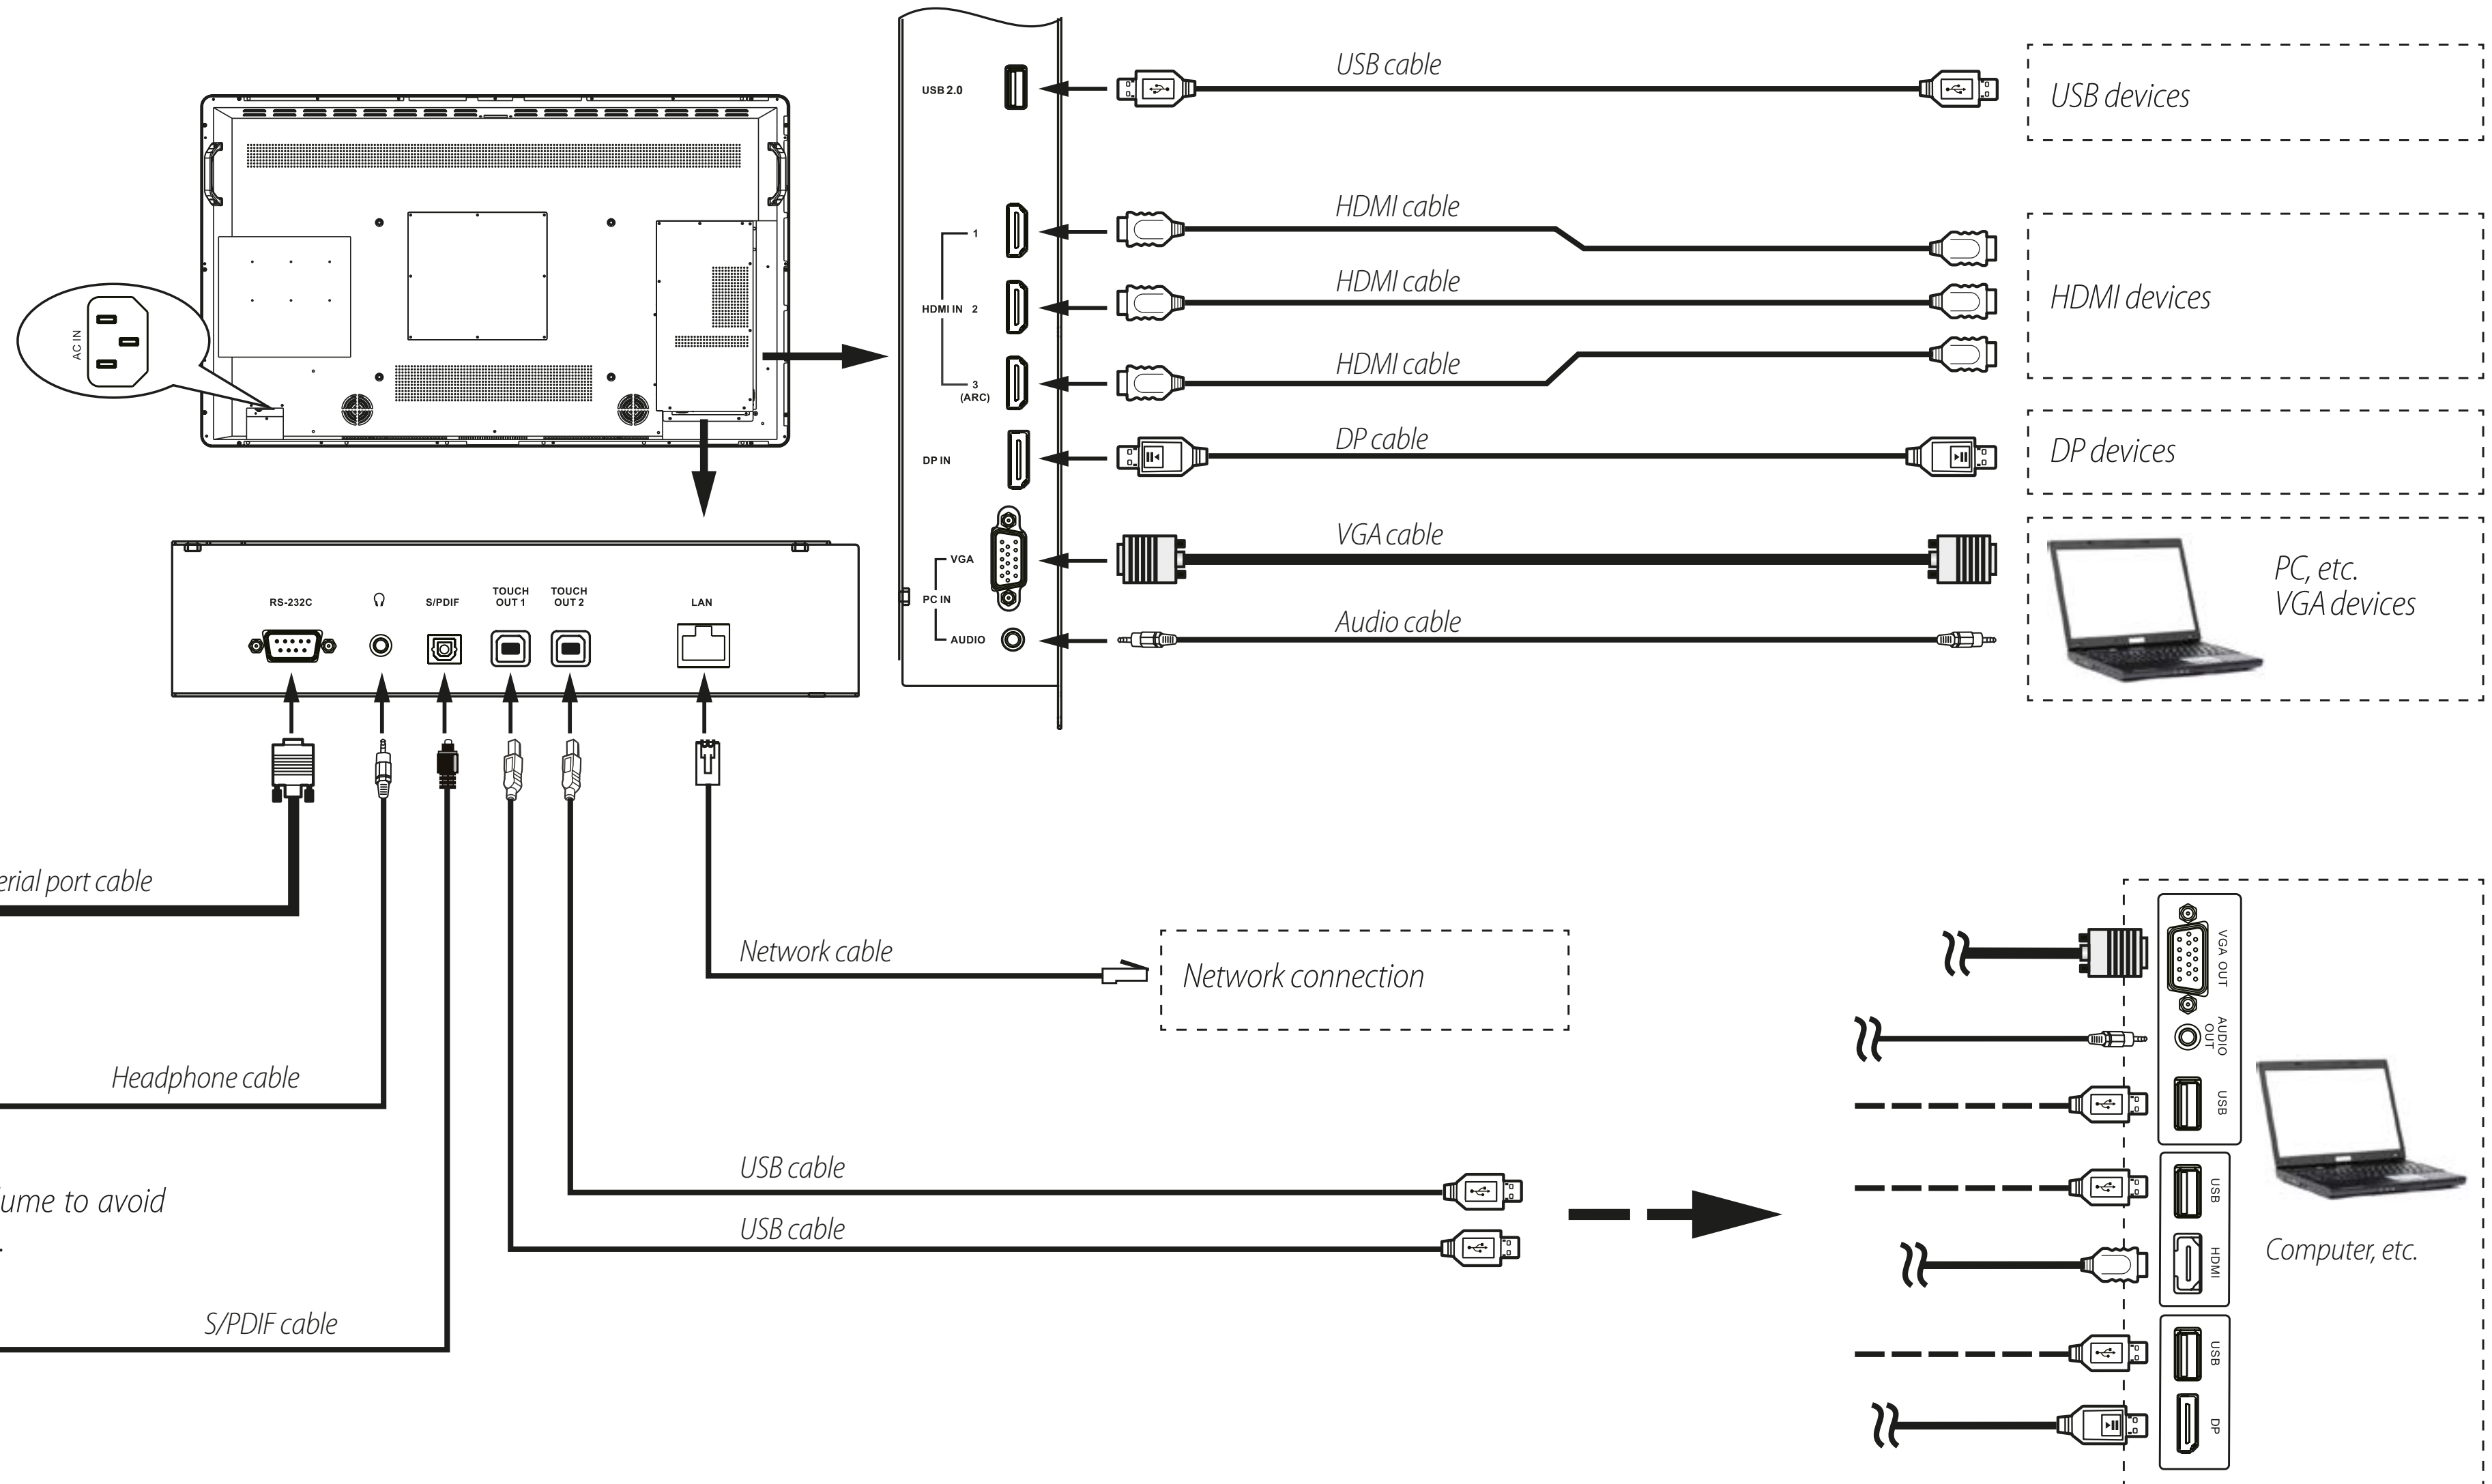 USB 2.0
USB cable
USB devices
HDMI cable
1
HDMI cable
HDMI IN 2
HDMI devices
AC IN
HDMI cable
3
(ARC)
DP cable
DP IN
DP devices
VGA cable
VGA
PC IN
PC, etc.
VGA devices
Audio cable
AUDIO
RS-232C
S/PDIF
TOUCH
OUT 1
TOUCH
OUT 2
LAN
erial port cable
Network cable
Network connection
Headphone cable
ume to avoid
.
USB cable
USB cable
S/PDIF cable
VGA OUT
AUDIO
OUT
USB
USB
HDMI
Computer, etc.
USB
DP